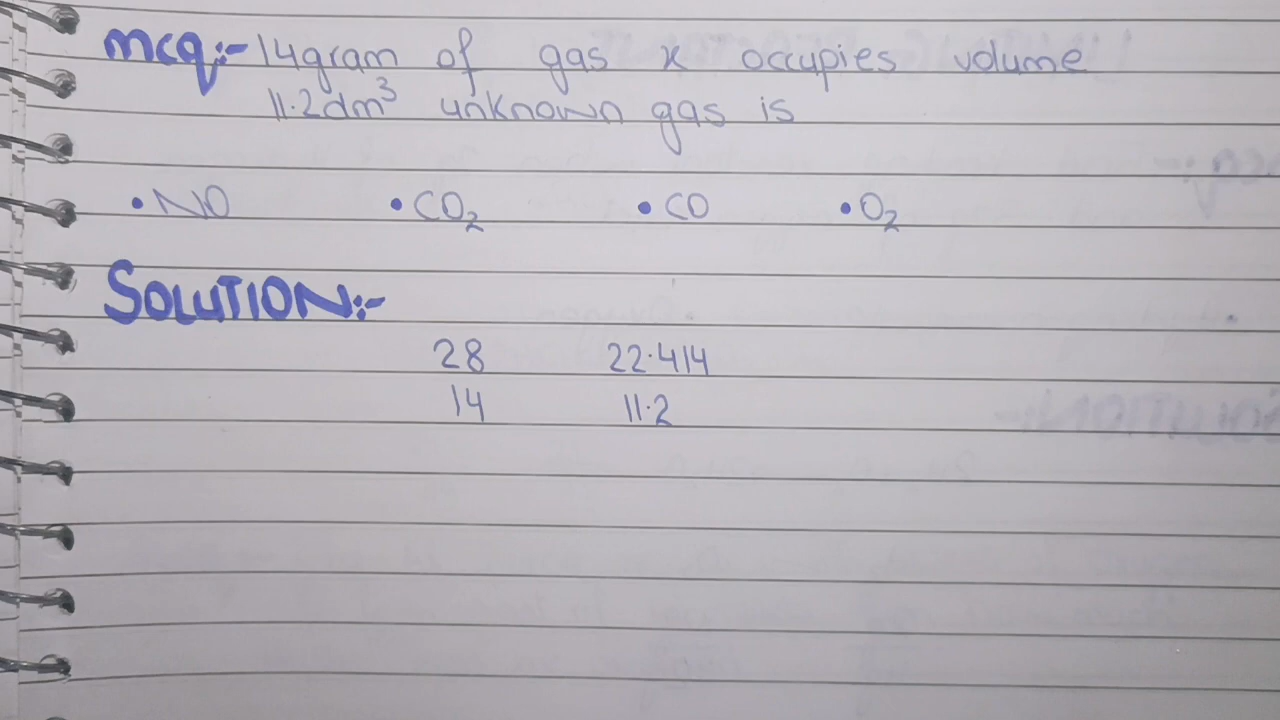 mcq:- 14gram of gas x occupies volume
11.2dm³ unknown gas is
• NO • CO₂ • CO • O₂
SOLUTION:-
28 22.414
14 11.2